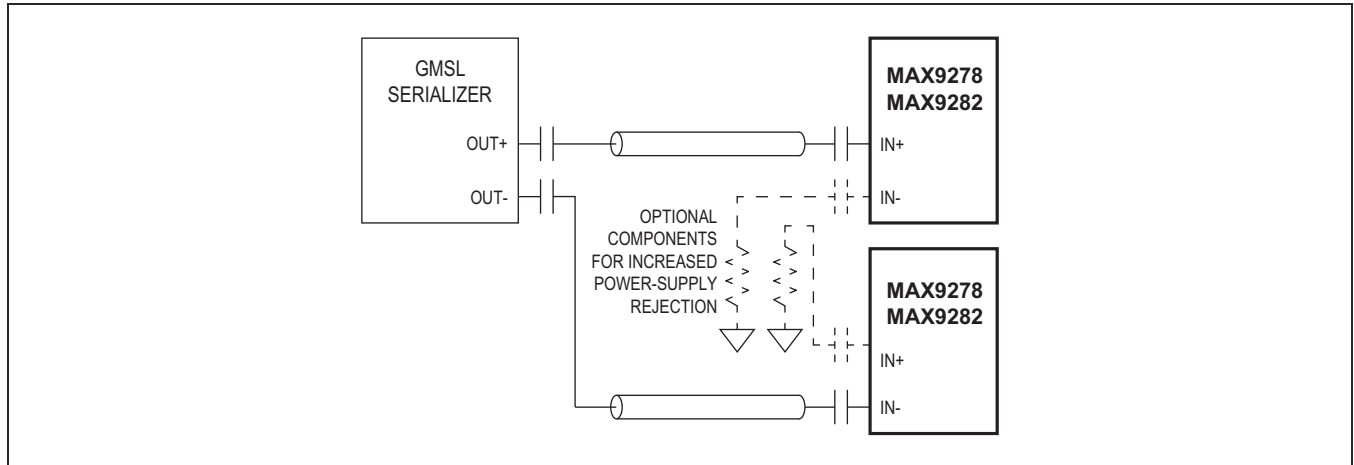 GMSL
SERIALIZER
OUT+
OUT-
MAX9278
MAX9282
IN+
IN-
OPTIONAL
COMPONENTS
FOR INCREASED
POWER-SUPPLY
REJECTION
MAX9278
MAX9282
IN+
IN-